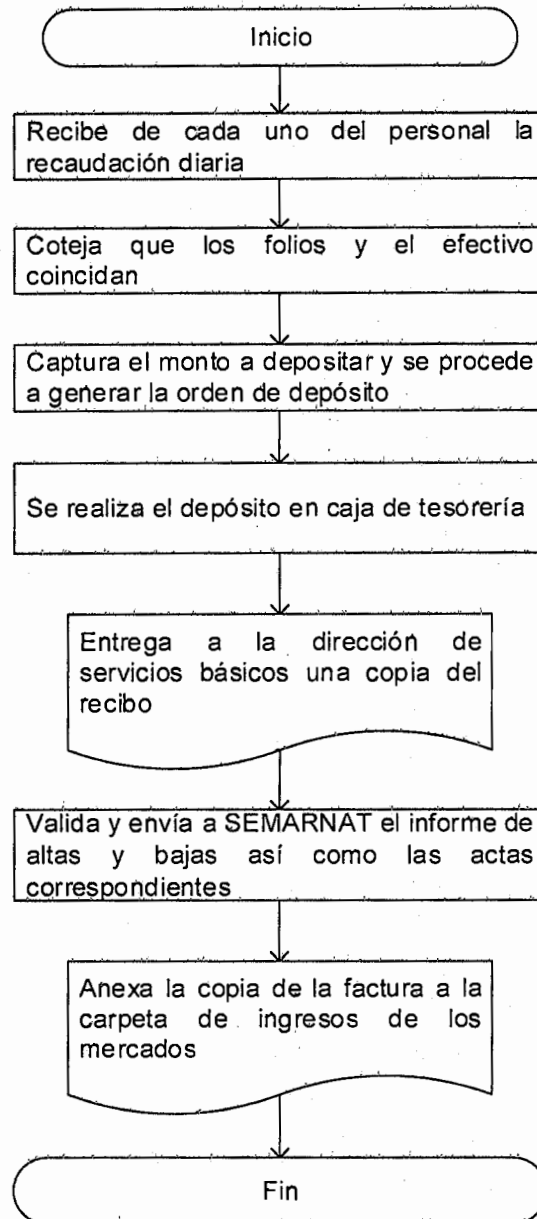 Inicio
Recibe de cada uno del personal la
recaudación diaria
Coteja que los folios y el efectivo
coincidan
Captura el monto a depositar y se procede
a generar la orden de depósito
Se realiza el depósito en caja de tesorería
Entrega a la dirección de
servicios básicos una copia del
recibo
Valida y envía a SEMARNAT el informe de
altas y bajas así como las actas
correspondientes
Anexa la copia de la factura a la
carpeta de ingresos de los
mercados
Fin